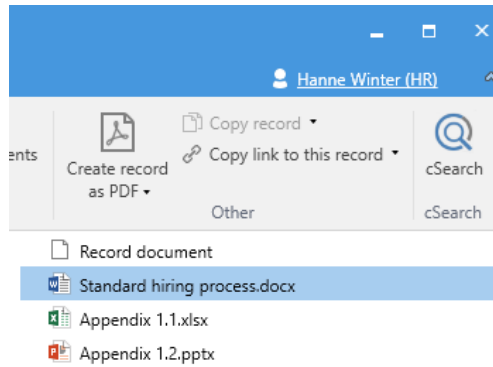 Hanne Winter (HR)
Copy record
Copy link to this record
ents
Create record
as PDF
cSearch
Other
cSearch
Record document
Standard hiring process.docx
Appendix 1.1.xlsx
Appendix 1.2.pptx